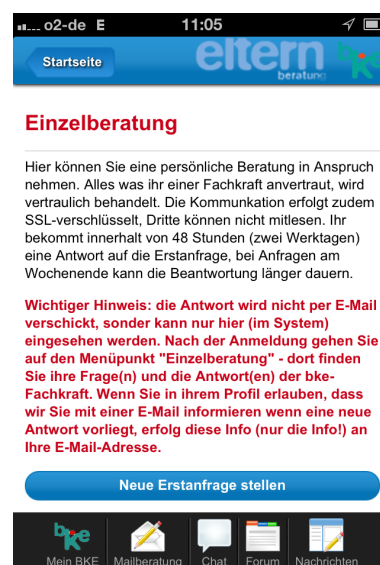 o2-de E 11:05
Startseite
eltern
beratung
bke
Einzelberatung
Hier können Sie eine persönliche Beratung in Anspruch
nehmen. Alles was ihr einer Fachkraft anvertraut, wird
vertraulich behandelt. Die Kommunkation erfolgt zudem
SSL-verschlüsselt, Dritte können nicht mitlesen. Ihr
bekommt innerhalb von 48 Stunden (zwei Werktagen)
eine Antwort auf die Erstanfrage, bei Anfragen am
Wochenende kann die Beantwortung länger dauern.
Wichtiger Hinweis: die Antwort wird nicht per E-Mail
verschickt, sonder kann nur hier (im System)
eingesehen werden. Nach der Anmeldung gehen Sie
auf den Menüpunkt "Einzelberatung" - dort finden
Sie ihre Frage(n) und die Antwort(en) der bke-
Fachkraft. Wenn Sie in ihrem Profil erlauben, dass
wir Sie mit einer E-Mail informieren wenn eine neue
Antwort vorliegt, erfolg diese Info (nur die Info!) an
Ihre E-Mail-Adresse.
Neue Erstanfrage stellen
bke
Mein BKE Mailberatung Chat Forum Nachrichten